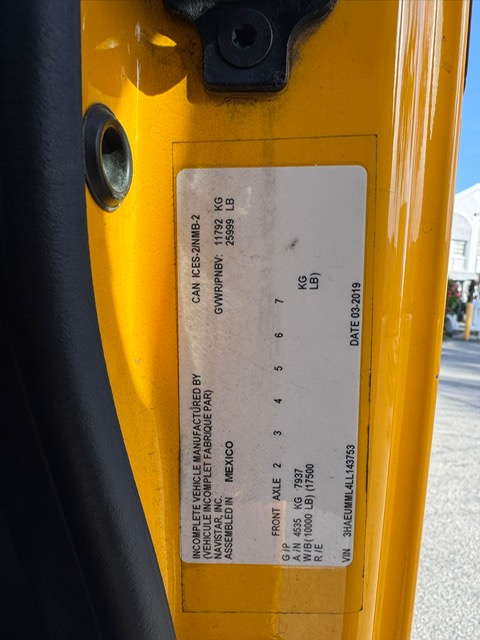 INCOMPLETE VEHICLE MANUFACTURED BY CAN ICES-2/NMB-2
(VEHICULE INCOMPLET FABRIQUE PAR)
NAVISTAR, INC. GVWR/PNBV: 11792 KG
ASSEMBLED IN MEXICO 25999 LB
FRONT AXLE 2 3 4 5 6 7
G /P
A / N 4535 KG 7937 KG
W/B (10000 LB) (17500 LB)
R / E
VIN 3HAEUMML4LL143753 DATE 03-2019